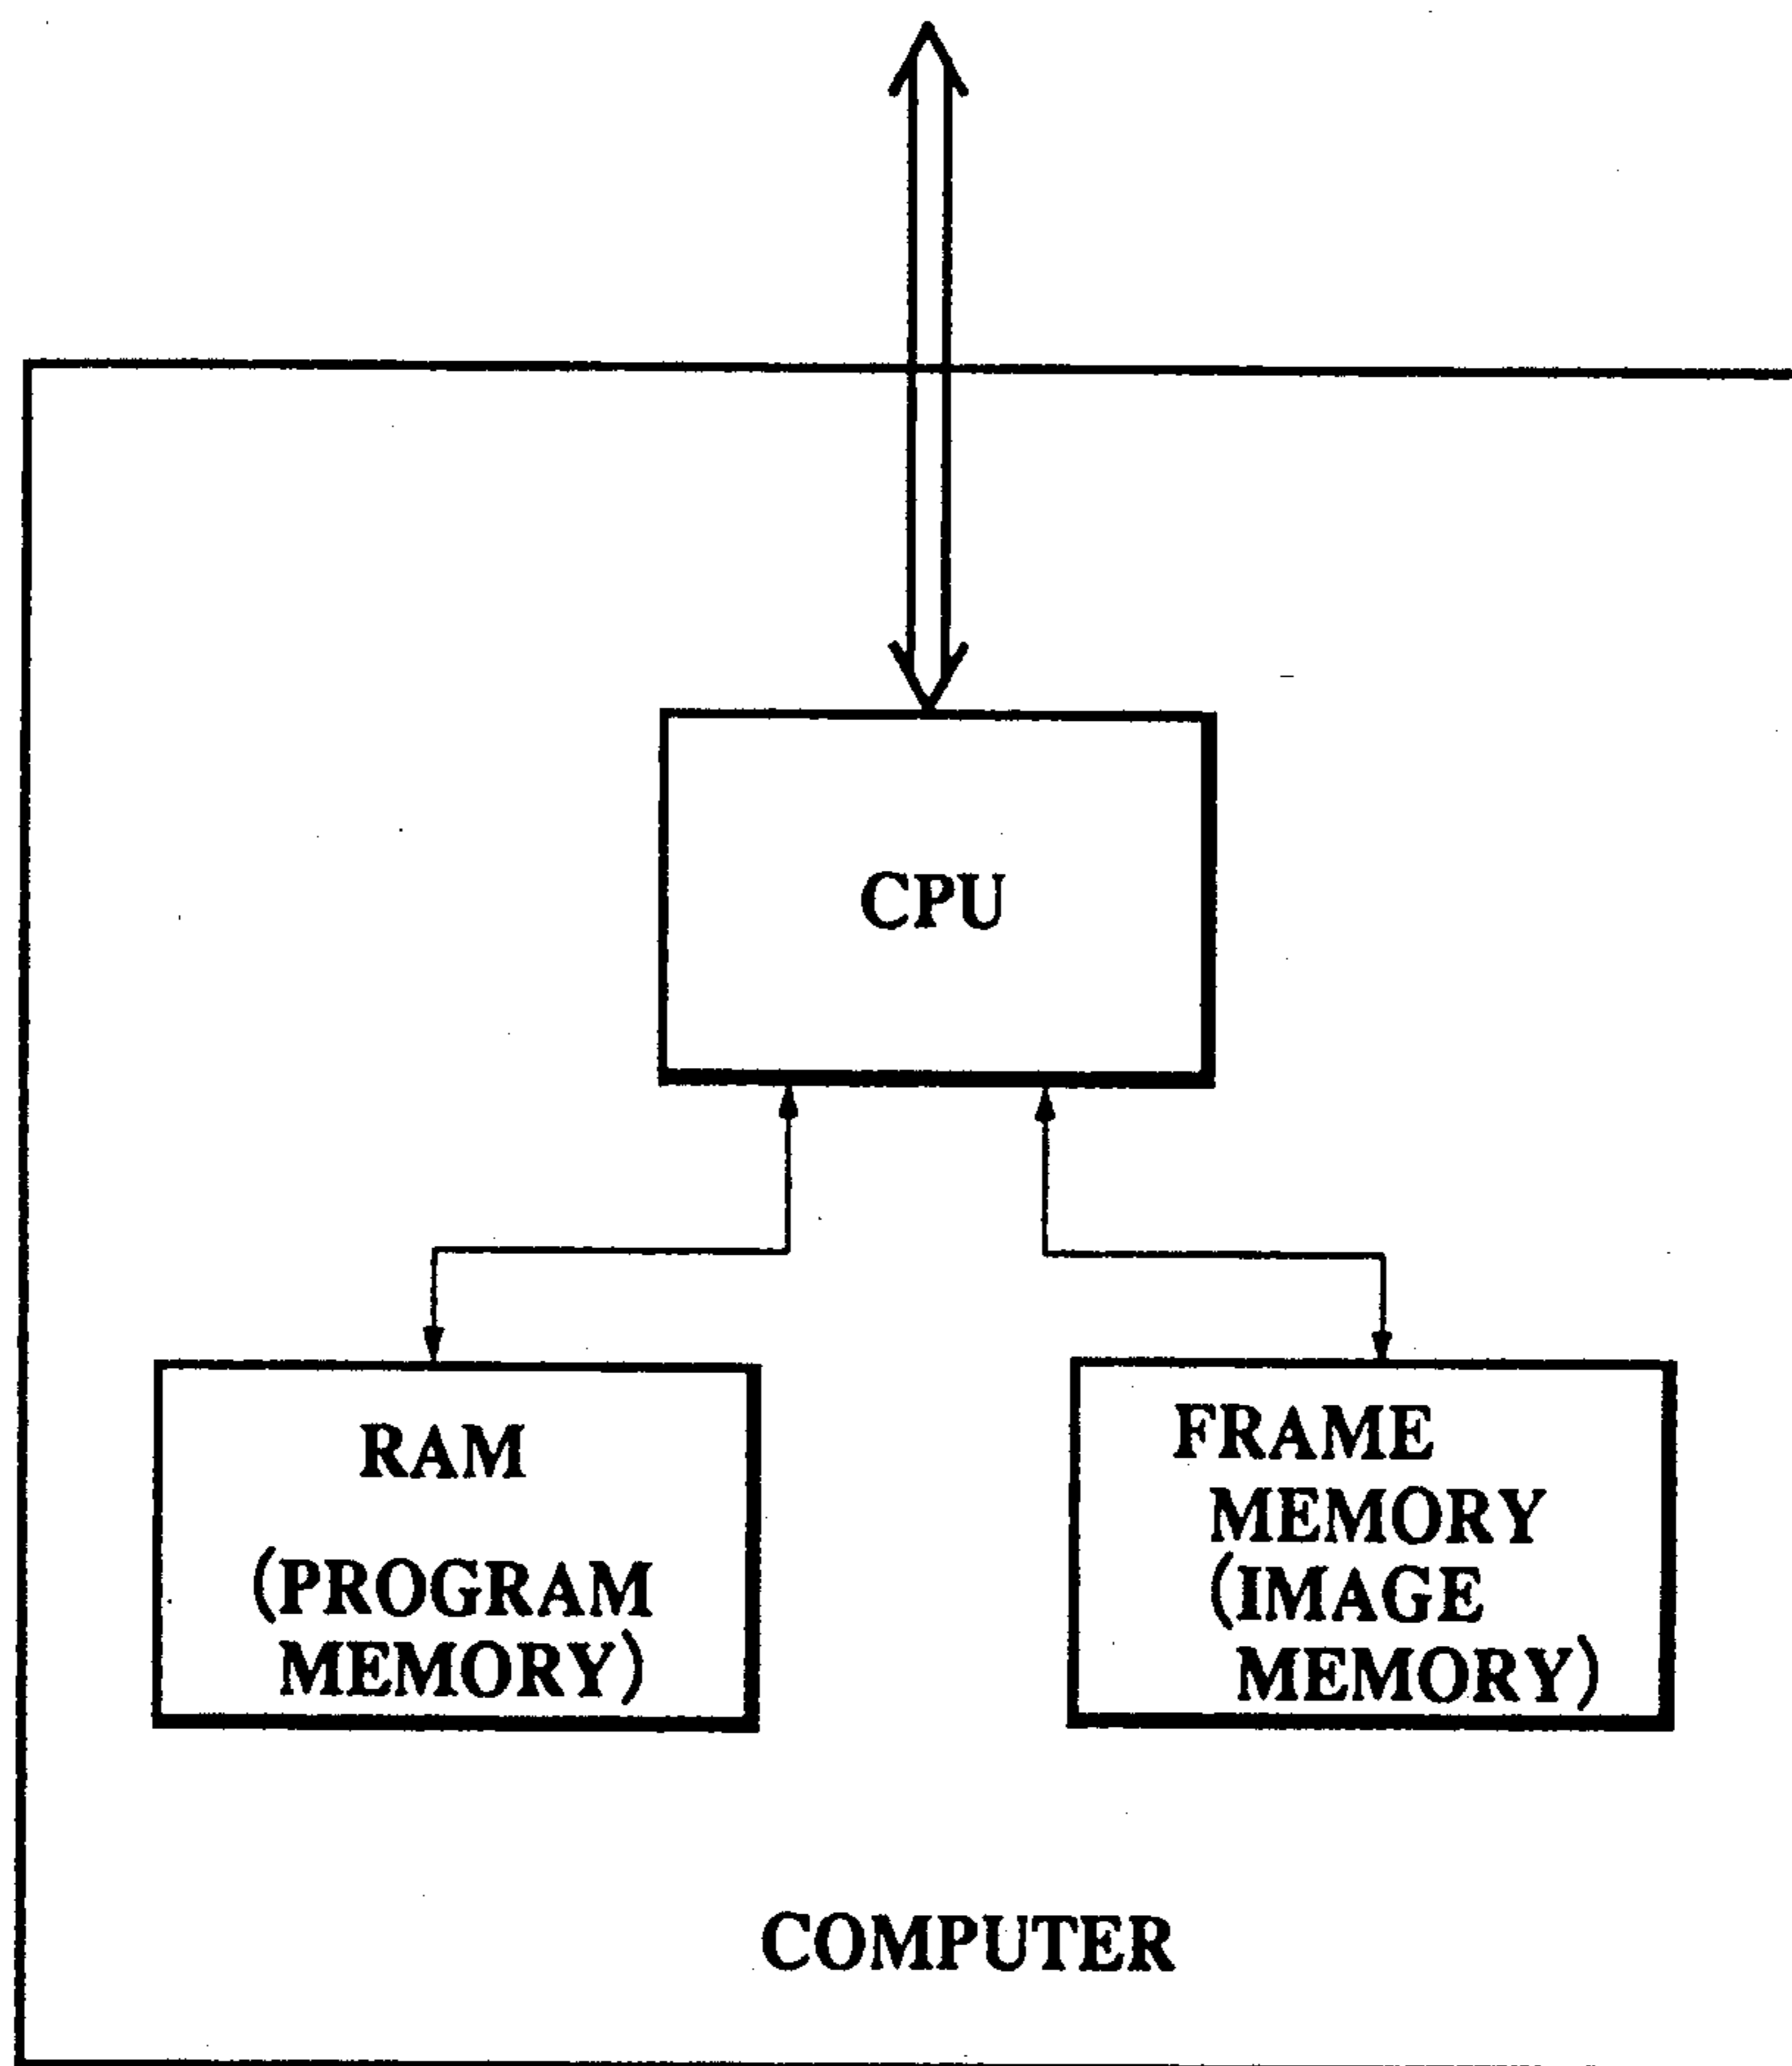 CPU
RAM
(PROGRAM
MEMORY)
FRAME
MEMORY
(IMAGE
MEMORY)
COMPUTER